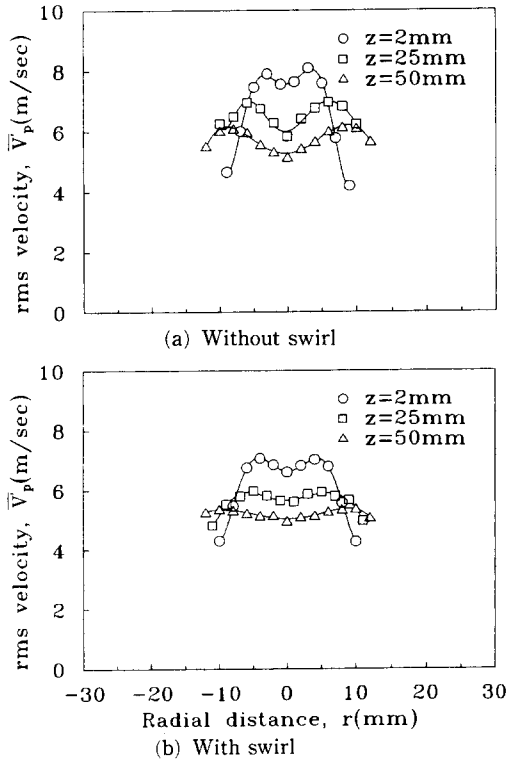 10
8
6
4
2
0
rms velocity, V̅p(m/sec)
z=2mm
z=25mm
z=50mm
(a) Without swirl
10
8
6
4
2
0
rms velocity, V̅p(m/sec)
z=2mm
z=25mm
z=50mm
-30 -20 -10 0 10 20 30
Radial distance, r(mm)
(b) With swirl